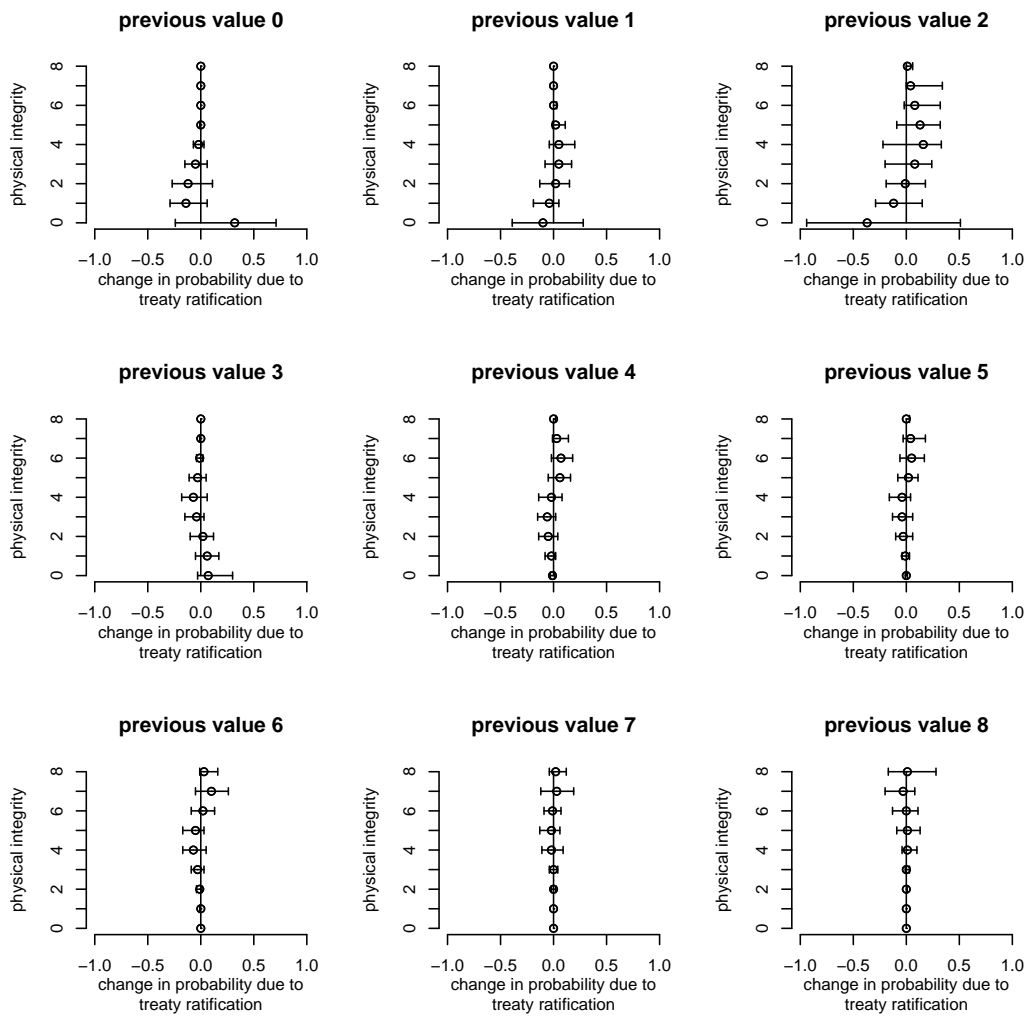 previous value 0
physical integrity
0 2 4 6 8
−1.0 −0.5 0.0 0.5 1.0
change in probability due to
treaty ratification
previous value 1
physical integrity
0 2 4 6 8
−1.0 −0.5 0.0 0.5 1.0
change in probability due to
treaty ratification
previous value 2
physical integrity
0 2 4 6 8
−1.0 −0.5 0.0 0.5 1.0
change in probability due to
treaty ratification
previous value 3
physical integrity
0 2 4 6 8
−1.0 −0.5 0.0 0.5 1.0
change in probability due to
treaty ratification
previous value 4
physical integrity
0 2 4 6 8
−1.0 −0.5 0.0 0.5 1.0
change in probability due to
treaty ratification
previous value 5
physical integrity
0 2 4 6 8
−1.0 −0.5 0.0 0.5 1.0
change in probability due to
treaty ratification
previous value 6
physical integrity
0 2 4 6 8
−1.0 −0.5 0.0 0.5 1.0
change in probability due to
treaty ratification
previous value 7
physical integrity
0 2 4 6 8
−1.0 −0.5 0.0 0.5 1.0
change in probability due to
treaty ratification
previous value 8
physical integrity
0 2 4 6 8
−1.0 −0.5 0.0 0.5 1.0
change in probability due to
treaty ratification